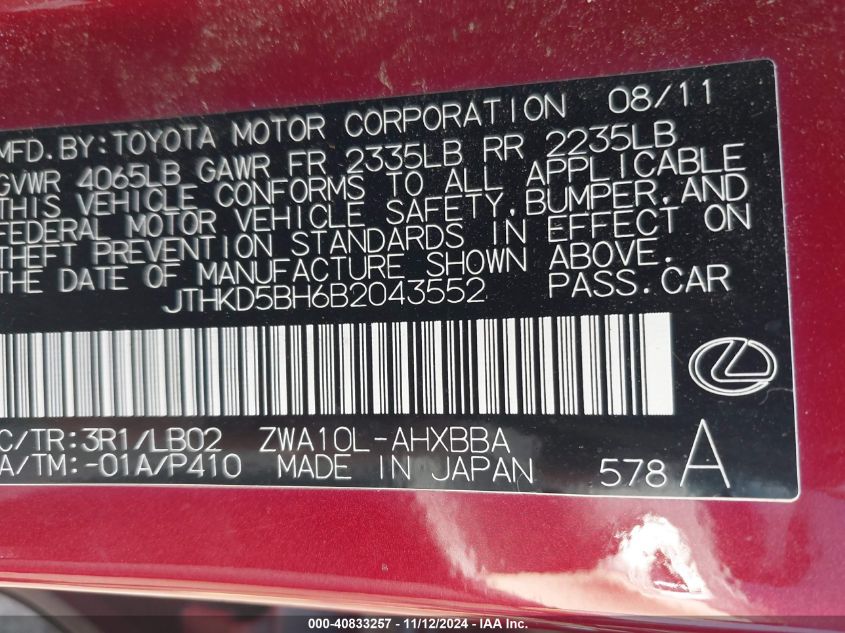 MFD. BY: TOYOTA MOTOR CORPORATION 08/11
GVWR 4065LB GAWR FR 2335LB RR 2235LB
THIS VEHICLE CONFORMS TO ALL APPLICABLE
FEDERAL MOTOR VEHICLE SAFETY, BUMPER, AND
THEFT PREVENTION STANDARDS IN EFFECT ON
THE DATE OF MANUFACTURE SHOWN ABOVE.
JTHKD5BH6B2043552 PASS. CAR
C/TR: 3R1/LB02 ZWA10L-AHXBBA
A/TM: -01A/P410 MADE IN JAPAN 578 A
000-40833257 - 11/12/2024 - IAA Inc.